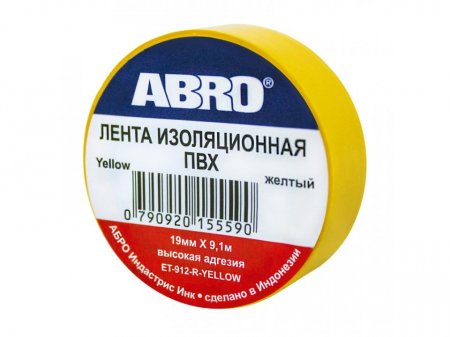 ABRO®
ЛЕНТА ИЗОЛЯЦИОННАЯ
ПВХ
Yellow
желтый
0 790920 155590
19мм X 9,1м
высокая адгезия
ET-912-R-YELLOW
АБРО Индастрис Инк • сделано в Индонезии